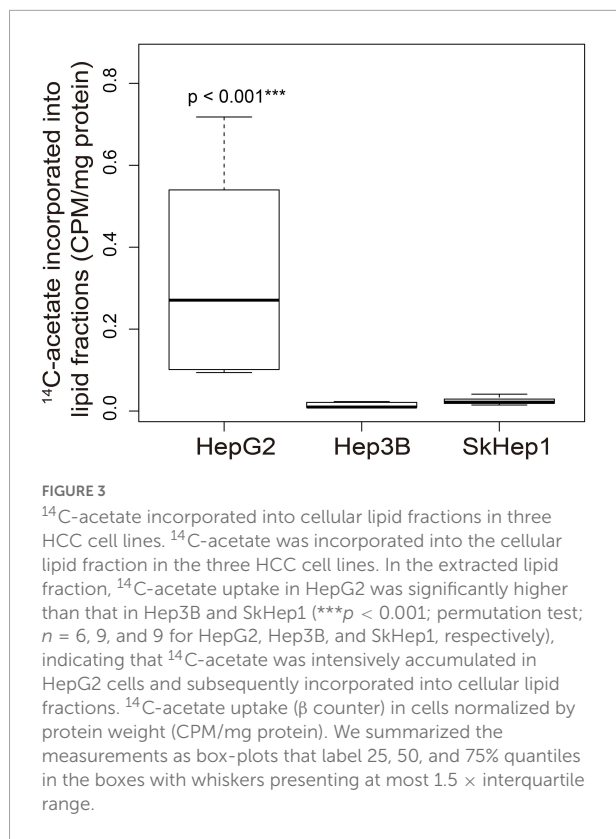 ¹⁴C-acetate incorporated into
lipid fractions (CPM/mg protein)
0.8
0.6
0.4
0.2
0.0
p < 0.001***
HepG2 Hep3B SkHep1
FIGURE 3
¹⁴C-acetate incorporated into cellular lipid fractions in three
HCC cell lines. ¹⁴C-acetate was incorporated into the cellular
lipid fraction in the three HCC cell lines. In the extracted lipid
fraction, ¹⁴C-acetate uptake in HepG2 was significantly higher
than that in Hep3B and SkHep1 (***p < 0.001; permutation test;
n = 6, 9, and 9 for HepG2, Hep3B, and SkHep1, respectively),
indicating that ¹⁴C-acetate was intensively accumulated in
HepG2 cells and subsequently incorporated into cellular lipid
fractions. ¹⁴C-acetate uptake (β counter) in cells normalized by
protein weight (CPM/mg protein). We summarized the
measurements as box-plots that label 25, 50, and 75% quantiles
in the boxes with whiskers presenting at most 1.5 × interquartile
range.